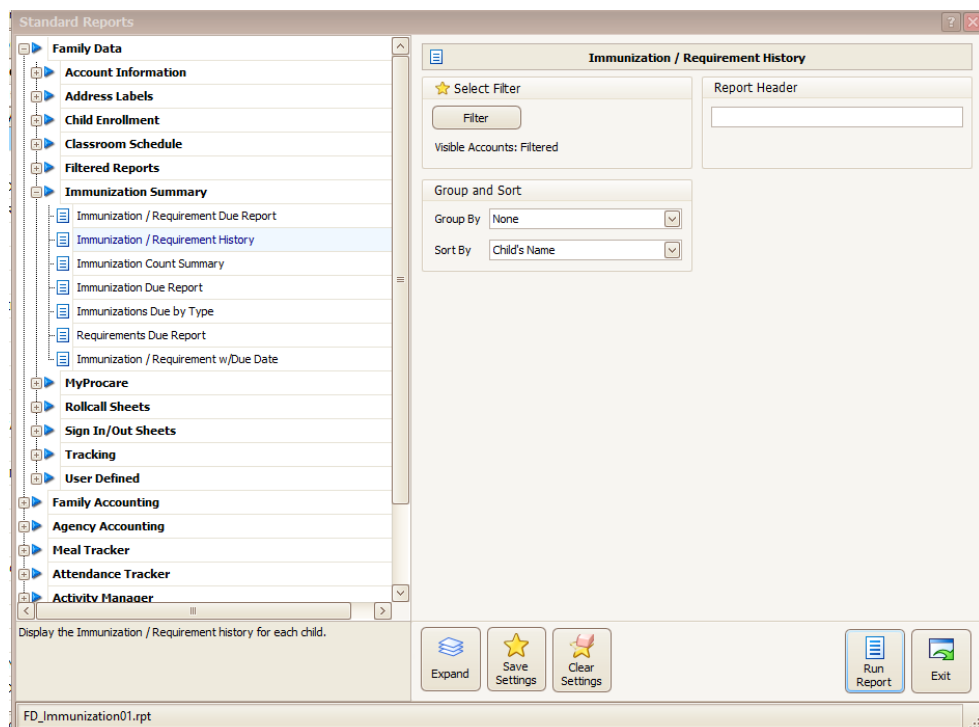 Standard Reports
Family Data
Account Information
Address Labels
Child Enrollment
Classroom Schedule
Filtered Reports
Immunization Summary
Immunization / Requirement Due Report
Immunization / Requirement History
Immunization Count Summary
Immunization Due Report
Immunizations Due by Type
Requirements Due Report
Immunization / Requirement w/Due Date
MyProcare
Rollcall Sheets
Sign In/Out Sheets
Tracking
User Defined
Family Accounting
Agency Accounting
Meal Tracker
Attendance Tracker
Activity Manager
Display the Immunization / Requirement history for each child.
Immunization / Requirement History
Select Filter
Filter
Visible Accounts: Filtered
Report Header
Group and Sort
Group By None
Sort By Child's Name
Expand
Save
Settings
Clear
Settings
Run
Report
Exit
FD_Immunization01.rpt